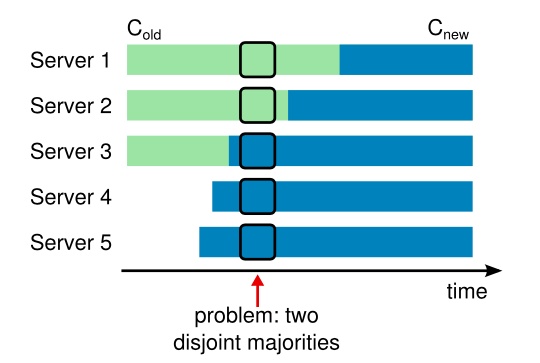 Cold Cnew
Server 1
Server 2
Server 3
Server 4
Server 5
time
problem: two
disjoint majorities